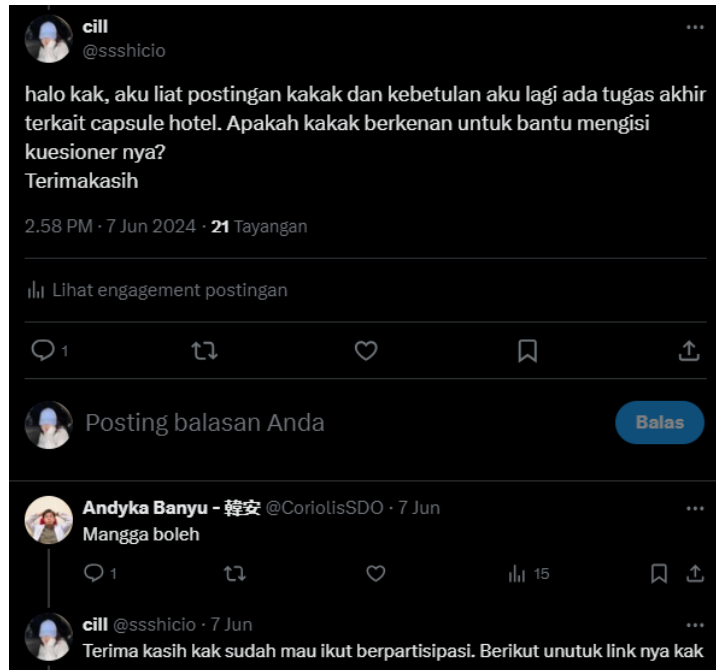 cill
@ssshicio
halo kak, aku liat postingan kakak dan kebetulan aku lagi ada tugas akhir
terkait capsule hotel. Apakah kakak berkenan untuk bantu mengisi
kuesioner nya?
Terimakasih
2.58 PM · 7 Jun 2024 · 21 Tayangan
Lihat engagement postingan
1
Posting balasan Anda
Balas
Andyka Banyu - 韓安 @CoriolisSDO · 7 Jun
Mangga boleh
1 15
cill @ssshicio · 7 Jun
Terima kasih kak sudah mau ikut berpartisipasi. Berikut unutuk link nya kak